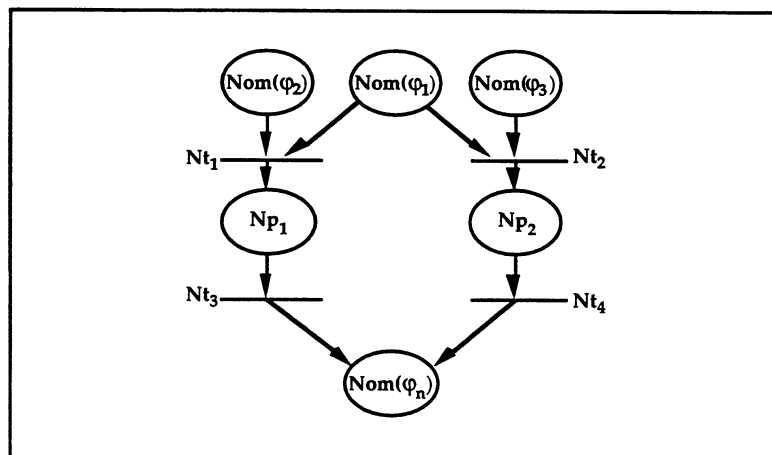 Nom(φ₂) Nom(φ₁) Nom(φ₃)
Nt₁ Nt₂
Np₁ Np₂
Nt₃ Nt₄
Nom(φₙ)